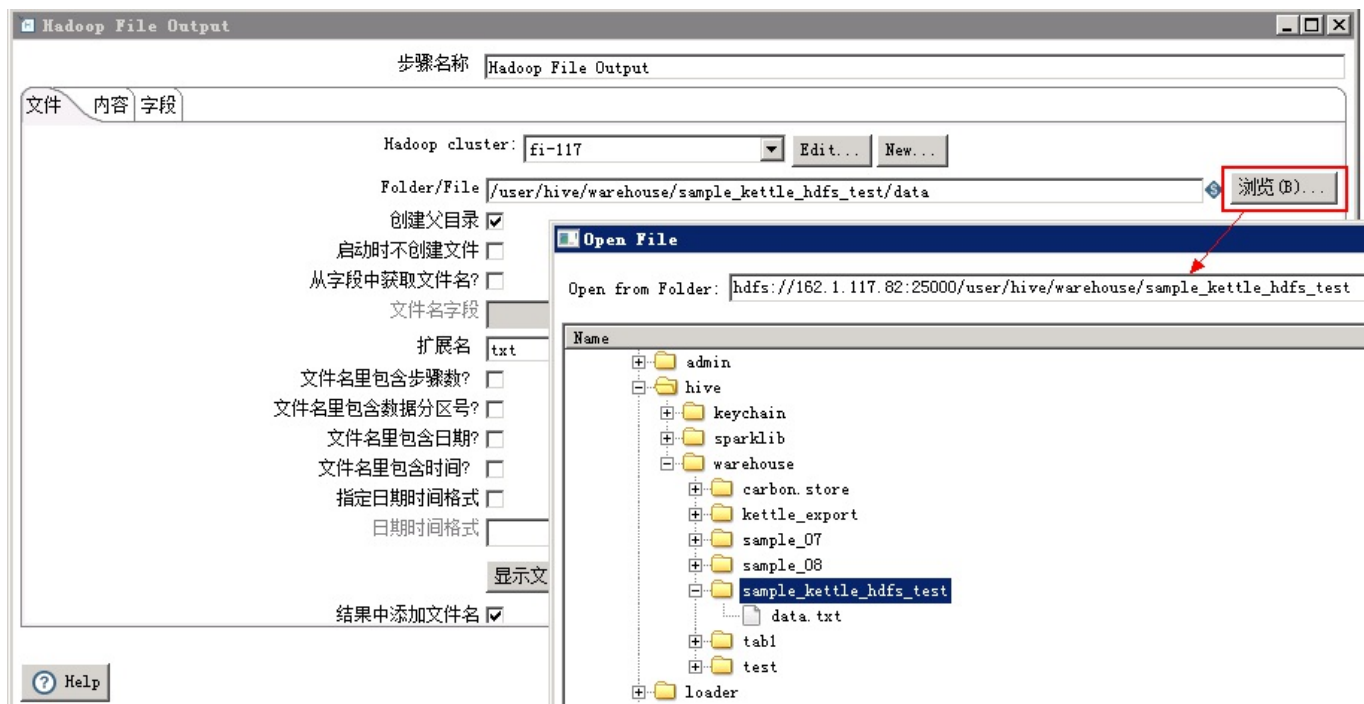 Hadoop File Output
步骤名称 Hadoop File Output
文件 内容 字段
Hadoop cluster: fi-117 Edit... New...
Folder/File /user/hive/warehouse/sample_kettle_hdfs_test/data 浏览(B)...
创建父目录
启动时不创建文件
从字段中获取文件名?
文件名字段
扩展名 txt
文件名里包含步骤数?
文件名里包含数据分区号?
文件名里包含日期?
文件名里包含时间?
指定日期时间格式
日期时间格式
显示文
结果中添加文件名
Help
Open File
Open from Folder: hdfs://162.1.117.82:25000/user/hive/warehouse/sample_kettle_hdfs_test
Name
admin
hive
keychain
sparklib
warehouse
carbon.store
kettle_export
sample_07
sample_08
sample_kettle_hdfs_test
data.txt
tab1
test
loader